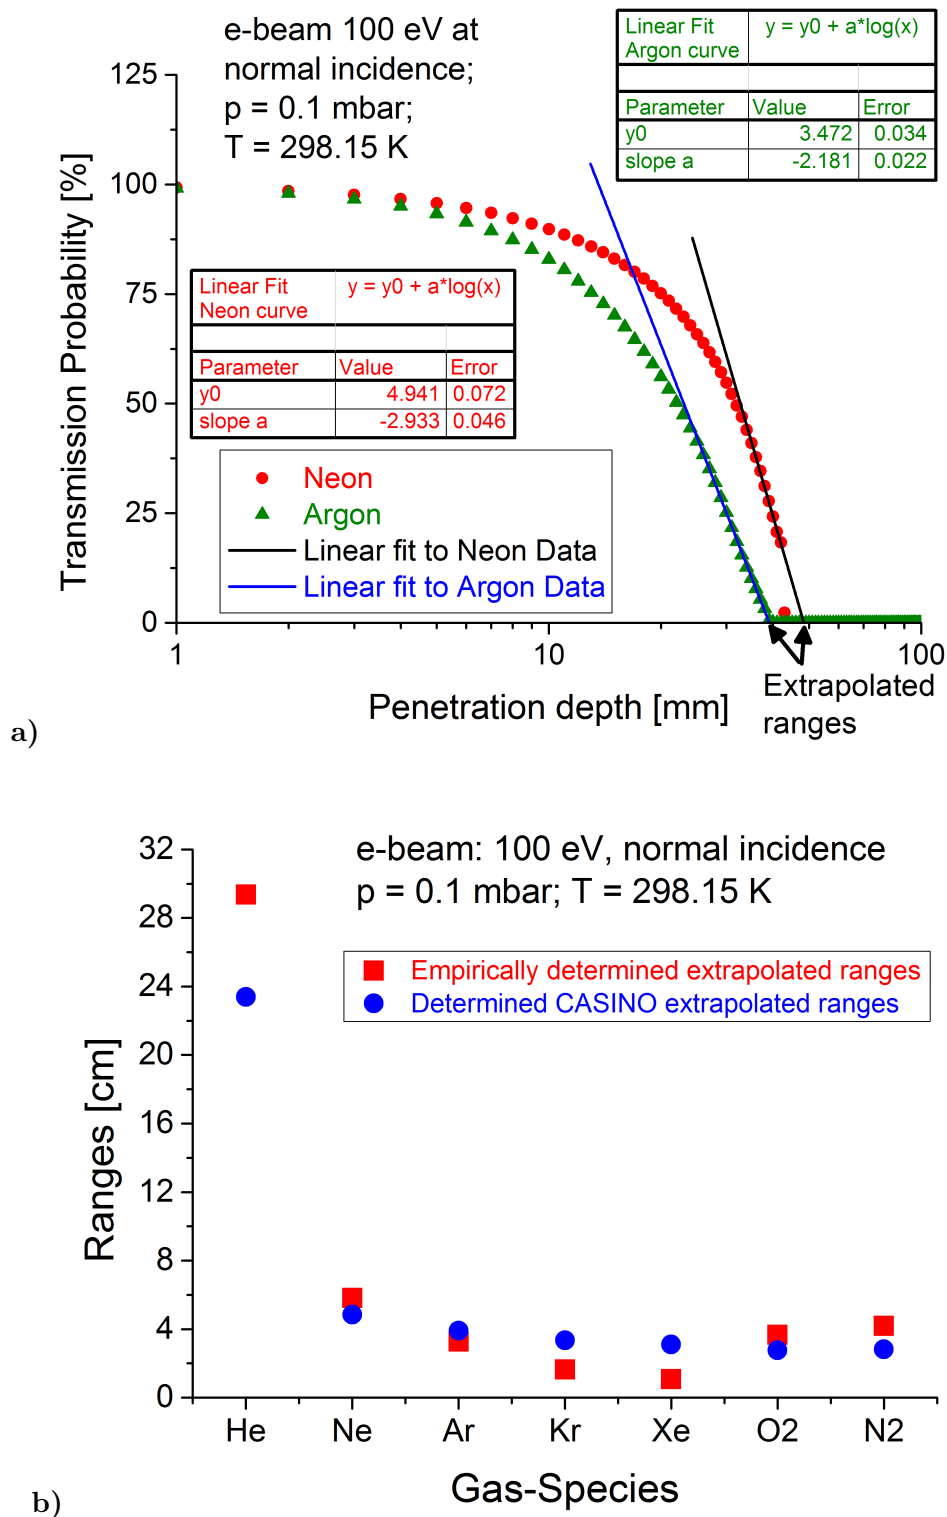 e-beam 100 eV at
normal incidence;
p = 0.1 mbar;
T = 298.15 K
Linear Fit
Argon curve
y = y0 + a*log(x)
Parameter Value Error
y0 3.472 0.034
slope a -2.181 0.022
Linear Fit
Neon curve
y = y0 + a*log(x)
Parameter Value Error
y0 4.941 0.072
slope a -2.933 0.046
Neon
Argon
Linear fit to Neon Data
Linear fit to Argon Data
Transmission Probability [%]
125
100
75
50
25
0
1 10 100
Extrapolated
ranges
Penetration depth [mm]
a)
e-beam: 100 eV, normal incidence
p = 0.1 mbar; T = 298.15 K
Empirically determined extrapolated ranges
Determined CASINO extrapolated ranges
Ranges [cm]
32
28
24
20
16
12
8
4
0
He Ne Ar Kr Xe O2 N2
Gas-Species
b)